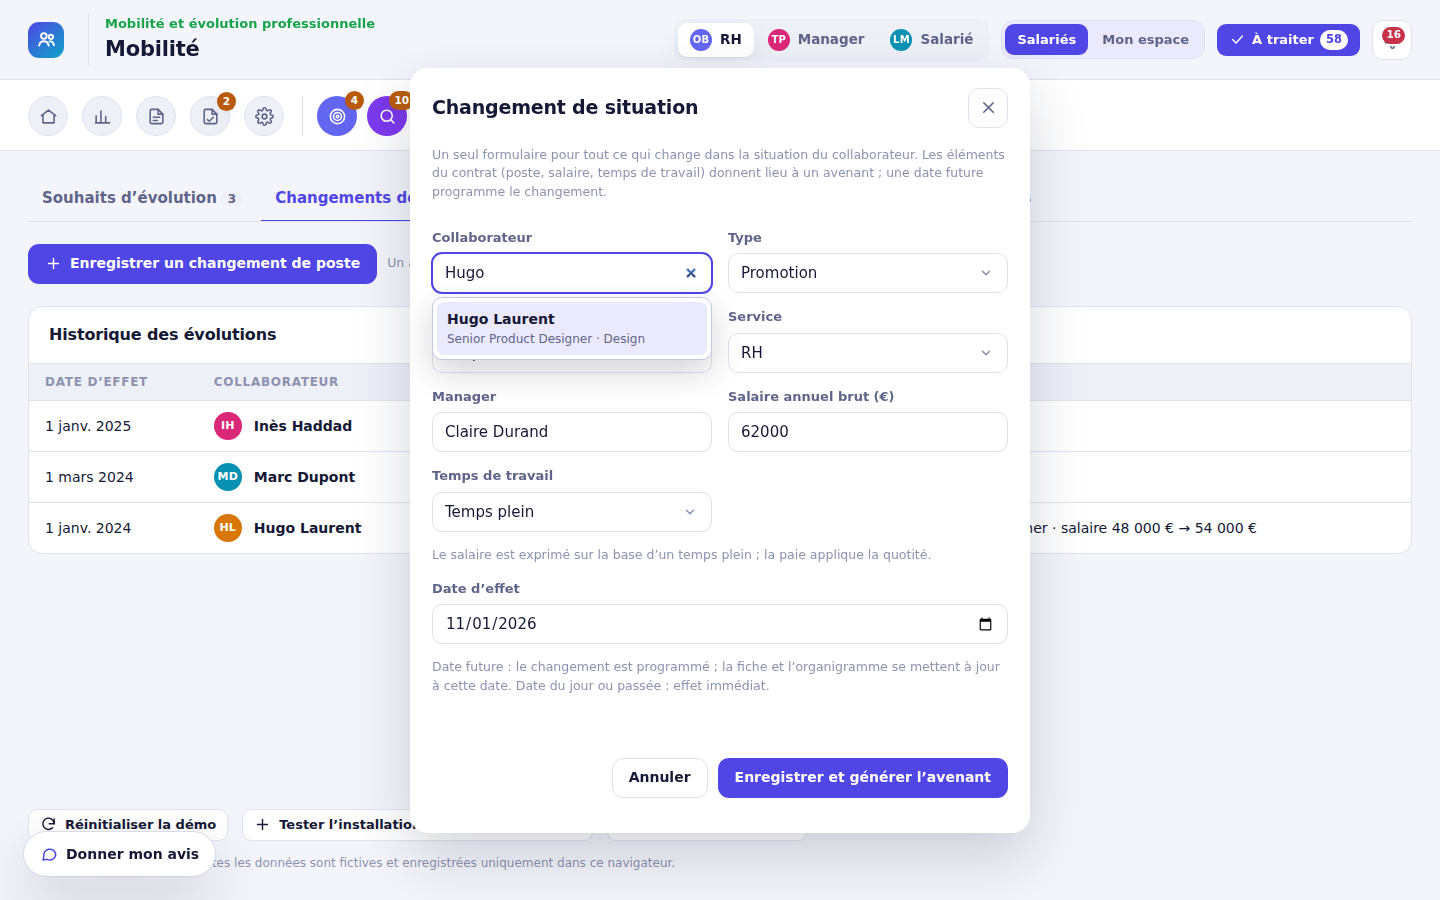 Mobilité et évolution professionnelle
Mobilité
OB RH
TP Manager
LM Salarié
Salariés
Mon espace
À traiter 58
16
2
4
10
Souhaits d’évolution 3
Changements de
Enregistrer un changement de poste
Un
Historique des évolutions
DATE D’EFFET
COLLABORATEUR
1 janv. 2025
IH Inès Haddad
1 mars 2024
MD Marc Dupont
1 janv. 2024
HL Hugo Laurent
· salaire 48 000 € → 54 000 €
Changement de situation
Un seul formulaire pour tout ce qui change dans la situation du collaborateur. Les éléments
du contrat (poste, salaire, temps de travail) donnent lieu à un avenant ; une date future
programme le changement.
Collaborateur
Hugo
Hugo Laurent
Senior Product Designer · Design
Type
Promotion
Service
RH
Manager
Claire Durand
Salaire annuel brut (€)
62000
Temps de travail
Temps plein
Le salaire est exprimé sur la base d’un temps plein ; la paie applique la quotité.
Date d’effet
11/01/2026
Date future : le changement est programmé ; la fiche et l’organigramme se mettent à jour
à cette date. Date du jour ou passée : effet immédiat.
Annuler
Enregistrer et générer l’avenant
Réinitialiser la démo
Tester l’installation
Donner mon avis
les données sont fictives et enregistrées uniquement dans ce navigateur.